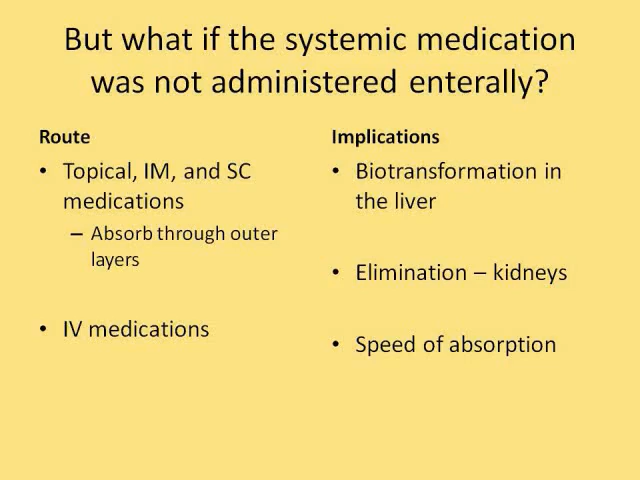 But what if the systemic medication
was not administered enterally?
Route
• Topical, IM, and SC
medications
– Absorb through outer
layers
• IV medications
Implications
• Biotransformation in
the liver
• Elimination – kidneys
• Speed of absorption